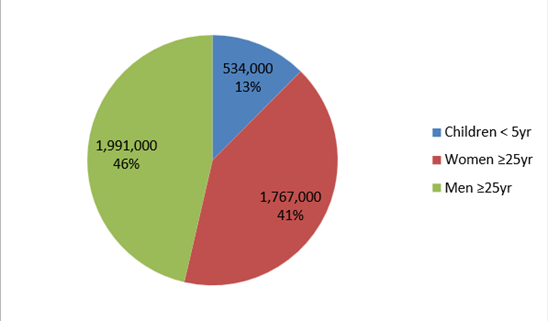 534,000
13%
1,991,000
46%
1,767,000
41%
Children < 5yr
Women ≥25yr
Men ≥25yr